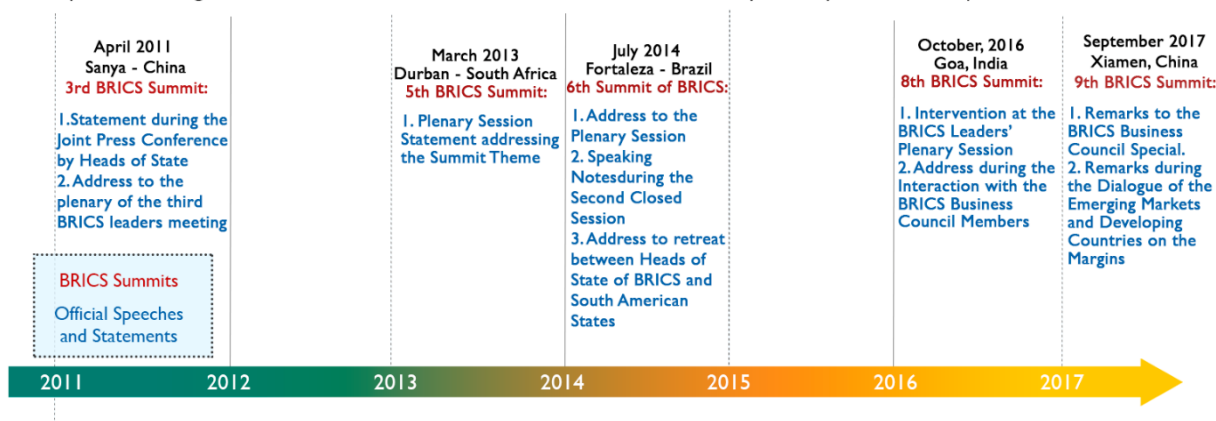 April 2011
Sanya - China
3rd BRICS Summit:
1.Statement during the
Joint Press Conference
by Heads of State
2. Address to the
plenary of the third
BRICS leaders meeting
BRICS Summits
Official Speeches
and Statements
March 2013
Durban - South Africa
5th BRICS Summit:
1. Plenary Session
Statement addressing
the Summit Theme
July 2014
Fortaleza - Brazil
6th Summit of BRICS:
1. Address to the
Plenary Session
2. Speaking
Notesduring the
Second Closed
Session
3. Address to retreat
between Heads of
State of BRICS and
South American
States
October, 2016
Goa, India
8th BRICS Summit:
1. Intervention at the
BRICS Leaders'
Plenary Session
2. Address during the
Interaction with the
BRICS Business
Council Members
September 2017
Xiamen, China
9th BRICS Summit:
1. Remarks to the
BRICS Business
Council Special.
2. Remarks during
the Dialogue of the
Emerging Markets
and Developing
Countries on the
Margins
2011 2012 2013 2014 2015 2016 2017